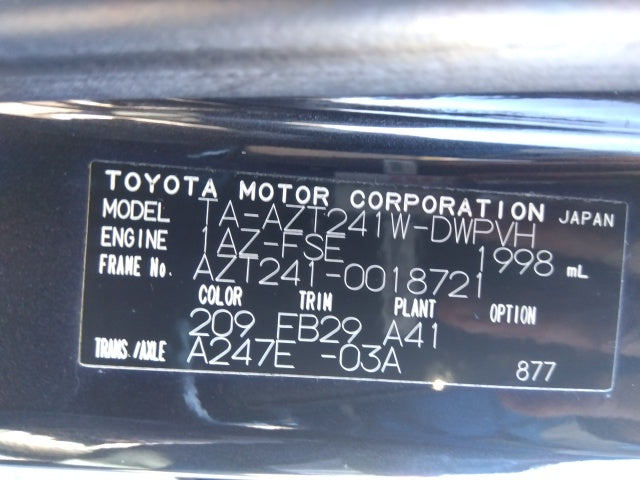 TOYOTA MOTOR CORPORATION JAPAN
MODEL TA-AZT241W-DWPVH
ENGINE 1AZ-FSE 1998 mL
FRAME No. AZT241-0018721
COLOR TRIM PLANT OPTION
209 FB29 A41
TRANS./AXLE A247E -03A 877